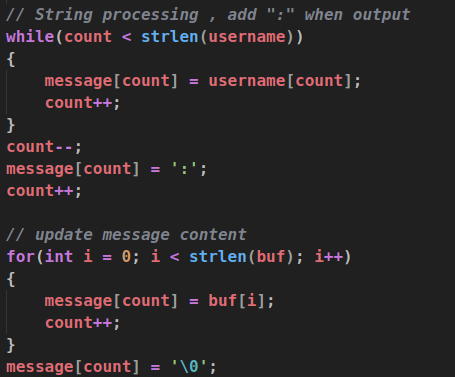 // String processing , add ":" when output
while(count < strlen(username))
{
    message[count] = username[count];
    count++;
}
count--;
message[count] = ':';
count++;

// update message content
for(int i = 0; i < strlen(buf); i++)
{
    message[count] = buf[i];
    count++;
}
message[count] = '\0';